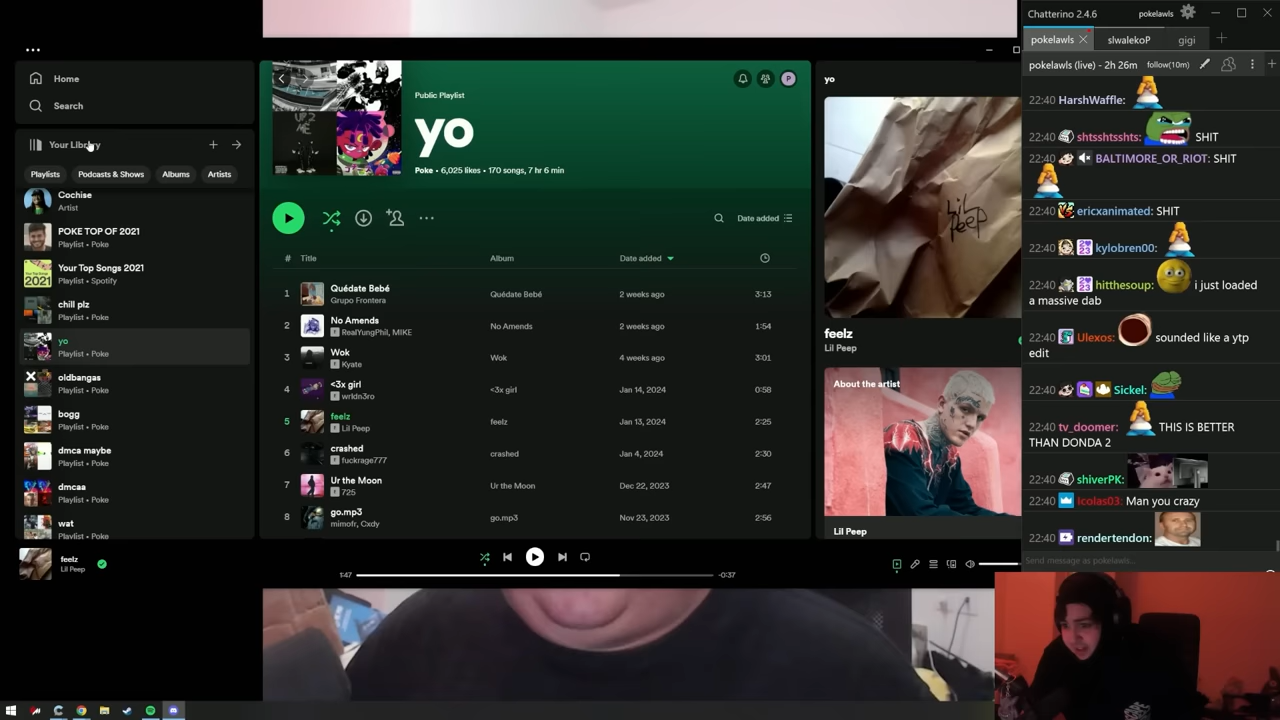 Home
Search
Your Library
Playlists
Podcasts & Shows
Albums
Artists
Cochise
Artist
POKE TOP OF 2021
Playlist • Poke
Your Top Songs 2021
Playlist • Spotify
chill plz
Playlist • Poke
yo
Playlist • Poke
oldbangas
Playlist • Poke
bogg
Playlist • Poke
dmca maybe
Playlist • Poke
dmcaa
Playlist • Poke
wat
Playlist • Poke
Public Playlist
yo
Poke • 6,025 likes • 170 songs, 7 hr 6 min
Date added
# Title Album Date added
1 Quédate Bebé Quédate Bebé 2 weeks ago 3:13
Grupo Frontera
2 No Amends No Amends 2 weeks ago 1:54
E RealYungPhil, MIKE
3 Wok Wok 4 weeks ago 3:01
E Kyate
4 <3x girl <3x girl Jan 14, 2024 0:58
E wrldn3ro
5 feelz feelz Jan 13, 2024 2:25
E Lil Peep
6 crashed crashed Jan 4, 2024 2:30
E fuckrage777
7 Ur the Moon Ur the Moon Dec 22, 2023 2:47
E 725
8 go.mp3 go.mp3 Nov 23, 2023 2:56
E mimofr, Cxdy
yo
LiL
PEEP
feelz
Lil Peep
About the artist
Lil Peep
feelz
Lil Peep
1:47 -0:37
Chatterino 2.4.6 pokelawls
pokelawls slwalekoP gigi
pokelawls (live) - 2h 26m follow(10m)
22:40 HarshWaffle:
22:40 shtsshtsshts: SHIT
22:40 BALTIMORE_OR_RIOT: SHIT
22:40 ericxanimated: SHIT
22:40 kylobren00:
22:40 hitthesoup: i just loaded
a massive dab
22:40 Ulexos: sounded like a ytp
edit
22:40 Sickel:
22:40 tv_doomer: THIS IS BETTER
THAN DONDA 2
22:40 shiverPK:
22:40 Icolas03: Man you crazy
22:40 rendertendon:
Send message as pokelawls...